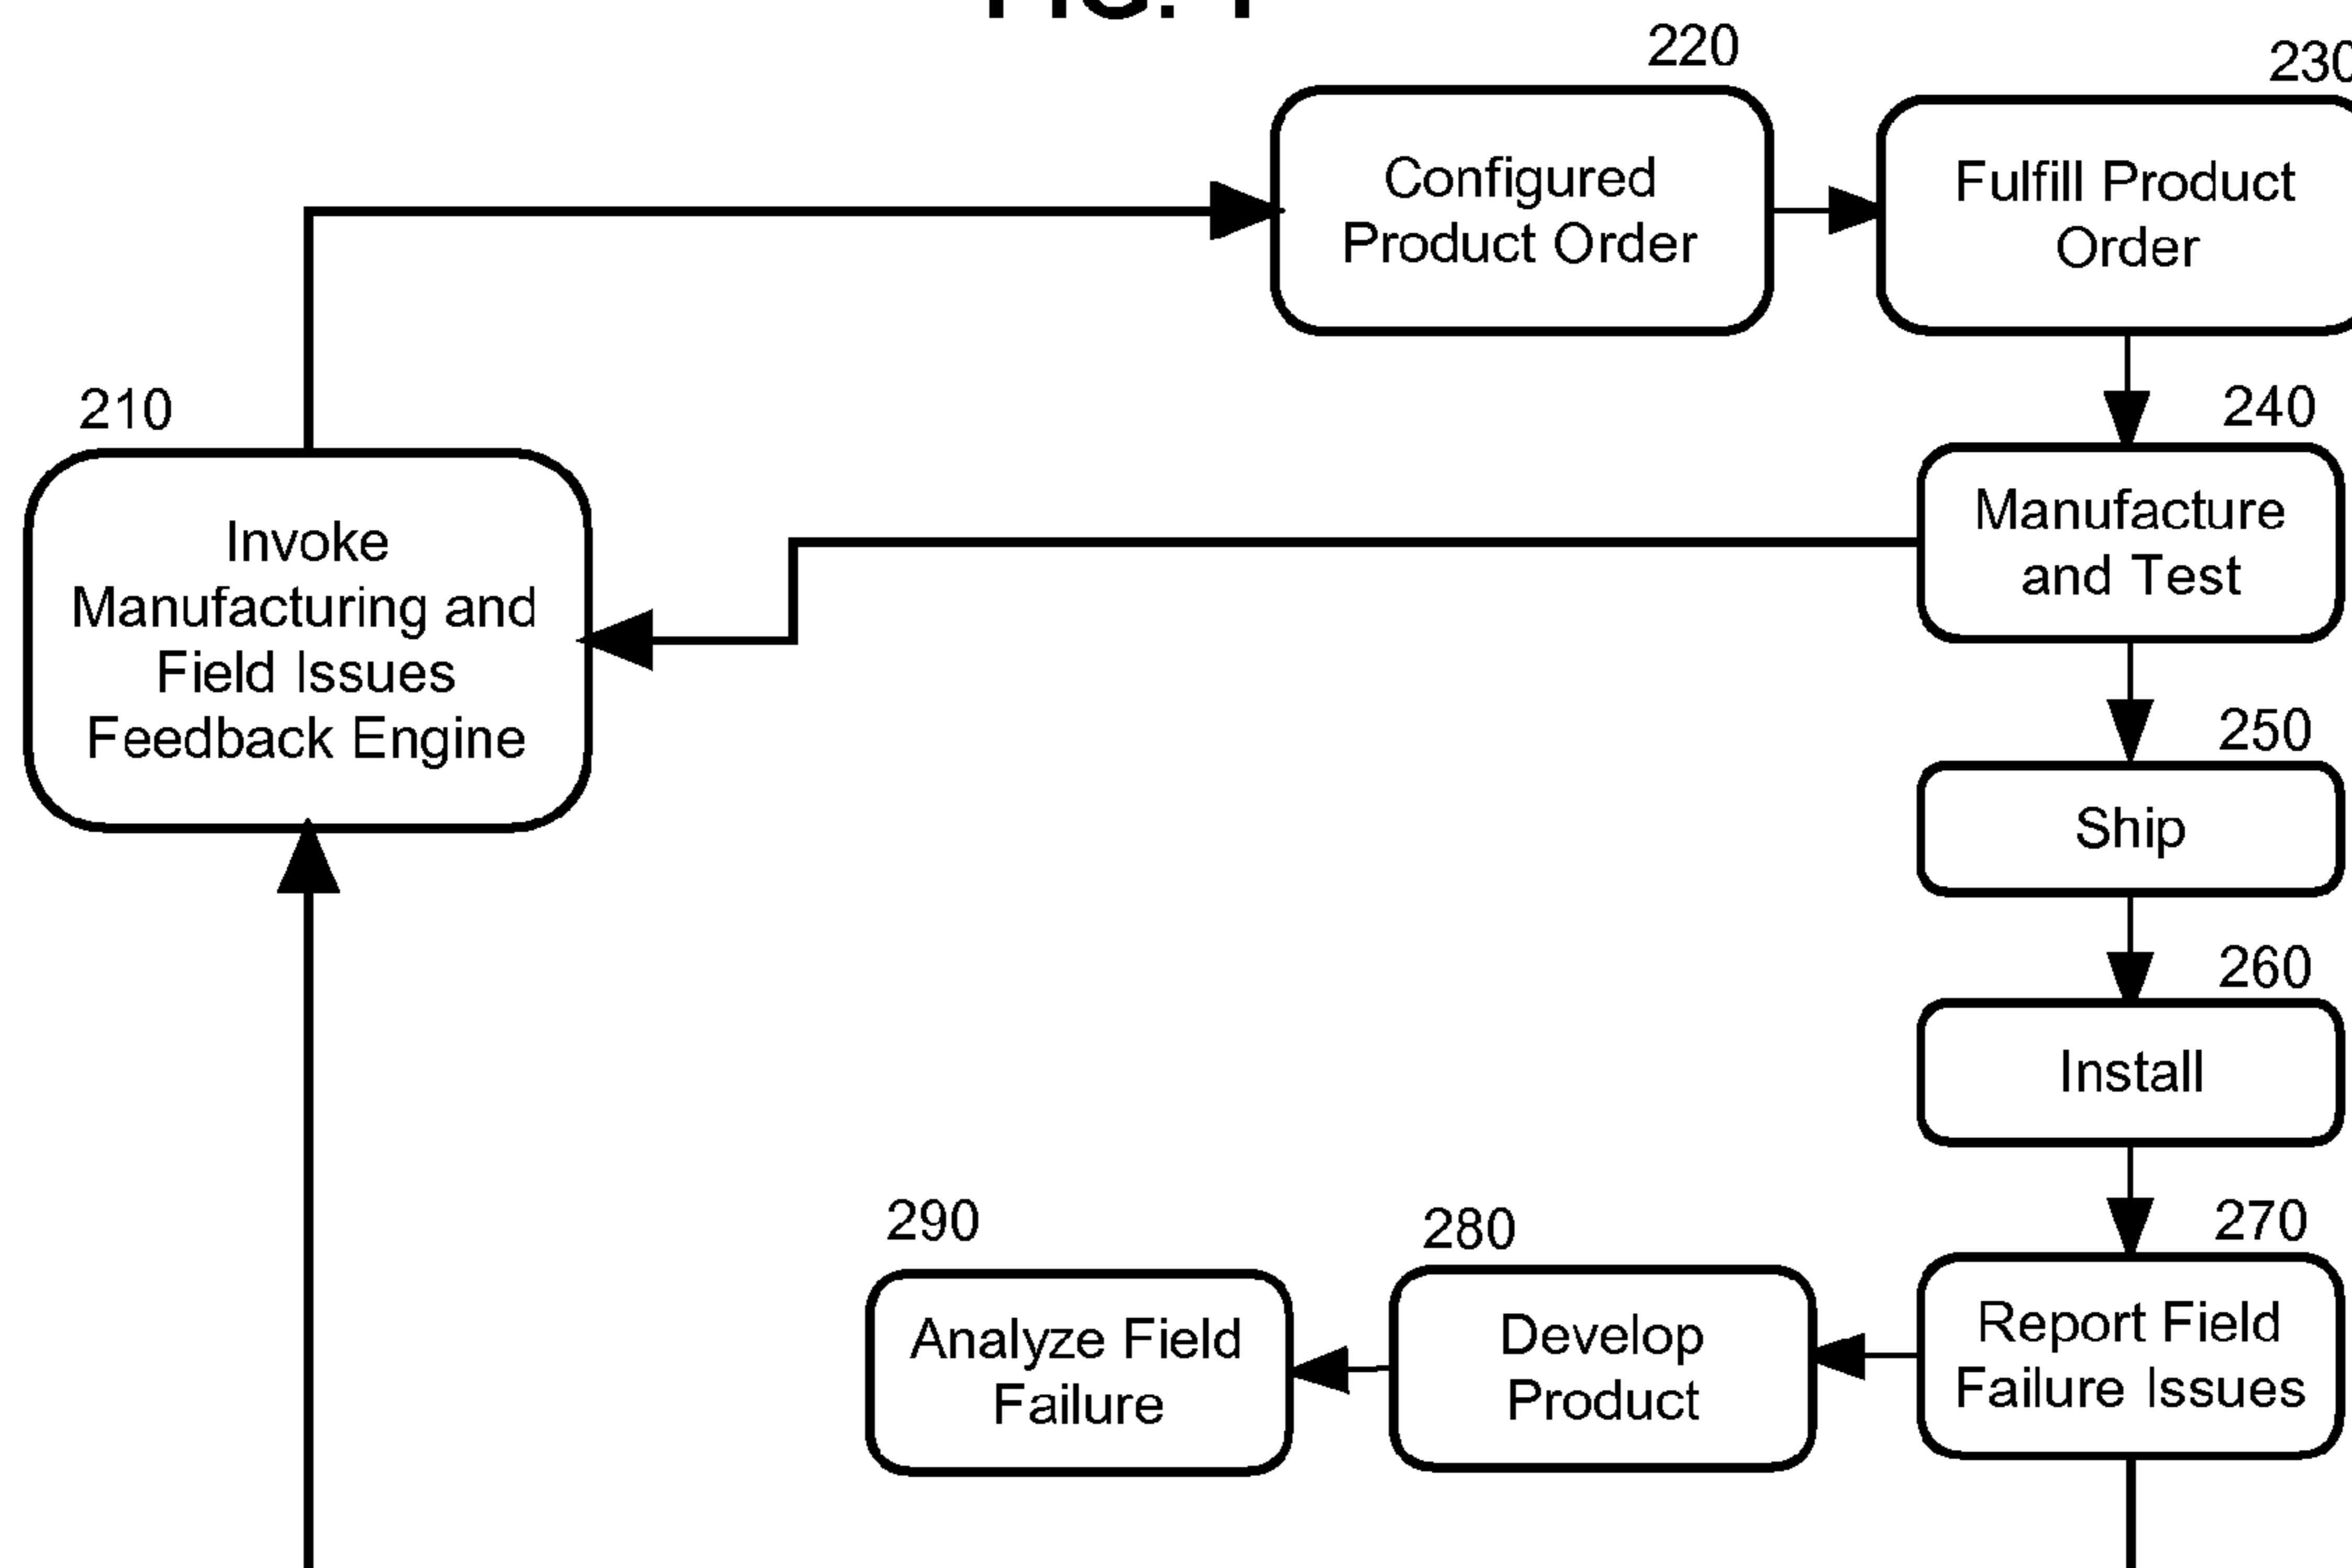 220
230
Configured
Product Order
Fulfill Product
Order
210
240
Invoke
Manufacturing and
Field Issues
Feedback Engine
Manufacture
and Test
250
Ship
260
Install
290
280
270
Analyze Field
Failure
Develop
Product
Report Field
Failure Issues